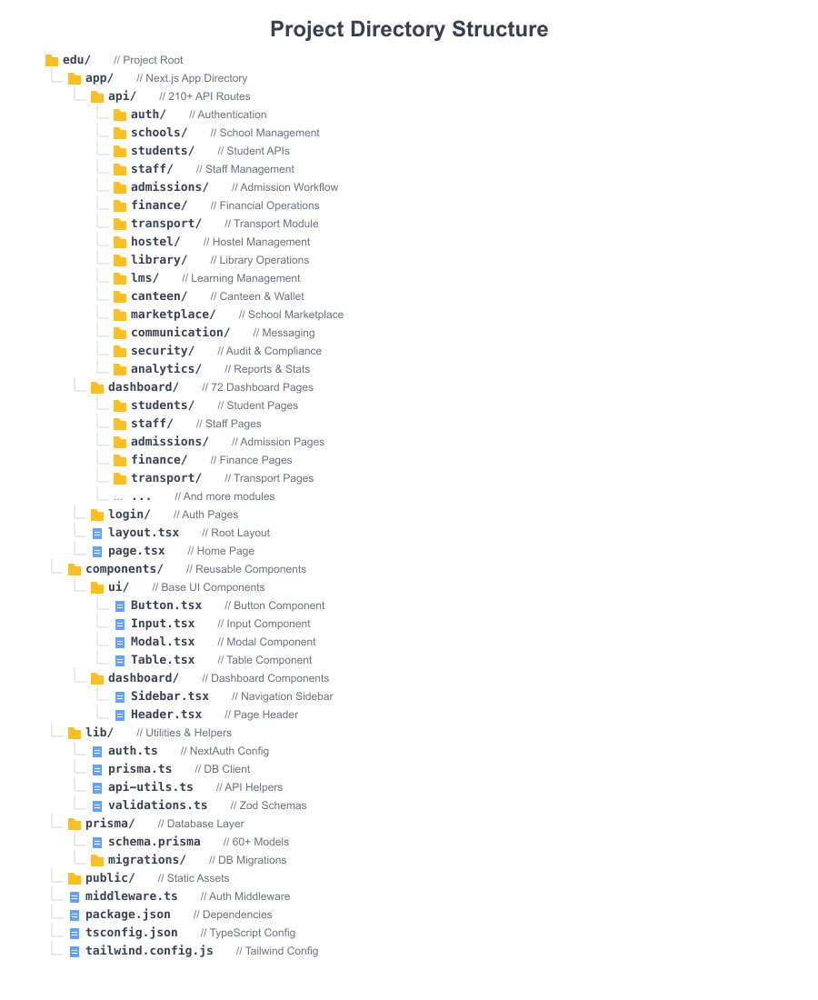 Project Directory Structure
edu/ // Project Root
app/ // Next.js App Directory
api/ // 210+ API Routes
auth/ // Authentication
schools/ // School Management
students/ // Student APIs
staff/ // Staff Management
admissions/ // Admission Workflow
finance/ // Financial Operations
transport/ // Transport Module
hostel/ // Hostel Management
library/ // Library Operations
lms/ // Learning Management
canteen/ // Canteen & Wallet
marketplace/ // School Marketplace
communication/ // Messaging
security/ // Audit & Compliance
analytics/ // Reports & Stats
dashboard/ // 72 Dashboard Pages
students/ // Student Pages
staff/ // Staff Pages
admissions/ // Admission Pages
finance/ // Finance Pages
transport/ // Transport Pages
... ... // And more modules
login/ // Auth Pages
layout.tsx // Root Layout
page.tsx // Home Page
components/ // Reusable Components
ui/ // Base UI Components
Button.tsx // Button Component
Input.tsx // Input Component
Modal.tsx // Modal Component
Table.tsx // Table Component
dashboard/ // Dashboard Components
Sidebar.tsx // Navigation Sidebar
Header.tsx // Page Header
lib/ // Utilities & Helpers
auth.ts // NextAuth Config
prisma.ts // DB Client
api-utils.ts // API Helpers
validations.ts // Zod Schemas
prisma/ // Database Layer
schema.prisma // 60+ Models
migrations/ // DB Migrations
public/ // Static Assets
middleware.ts // Auth Middleware
package.json // Dependencies
tsconfig.json // TypeScript Config
tailwind.config.js // Tailwind Config